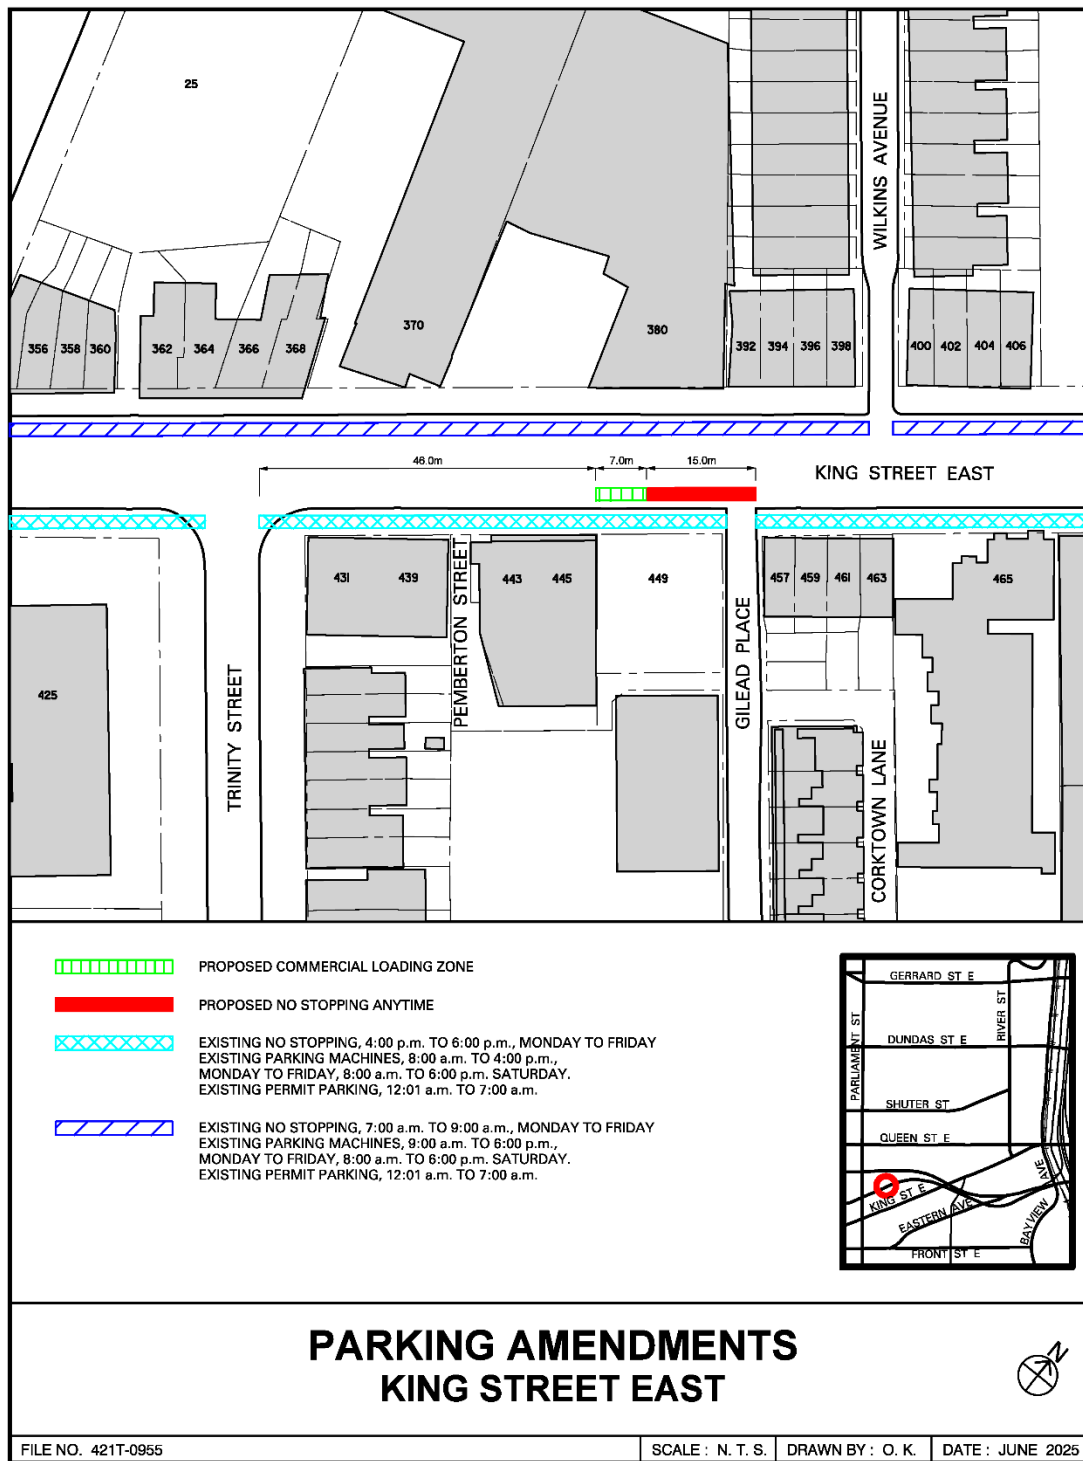 25
WILKINS AVENUE
356 358 360
362 364 366 368
370
380
392 394 396 398
400 402 404 406
46.0m 7.0m 15.0m
KING STREET EAST
TRINITY STREET
PEMBERTON STREET
GILEAD PLACE
CORKTOWN LANE
425
431 439
443 445
449
457 459 461 463
465
PROPOSED COMMERCIAL LOADING ZONE
PROPOSED NO STOPPING ANYTIME
EXISTING NO STOPPING, 4:00 p.m. TO 6:00 p.m., MONDAY TO FRIDAY
EXISTING PARKING MACHINES, 8:00 a.m. TO 4:00 p.m.,
MONDAY TO FRIDAY, 8:00 a.m. TO 6:00 p.m. SATURDAY.
EXISTING PERMIT PARKING, 12:01 a.m. TO 7:00 a.m.
EXISTING NO STOPPING, 7:00 a.m. TO 9:00 a.m., MONDAY TO FRIDAY
EXISTING PARKING MACHINES, 9:00 a.m. TO 6:00 p.m.,
MONDAY TO FRIDAY, 8:00 a.m. TO 6:00 p.m. SATURDAY.
EXISTING PERMIT PARKING, 12:01 a.m. TO 7:00 a.m.
GERRARD ST E
PARLIAMENT ST
RIVER ST
DUNDAS ST E
SHUTER ST
QUEEN ST E
KING ST E
EASTERN AVE
BAYVIEW AVE
FRONT ST E
PARKING AMENDMENTS
KING STREET EAST
N
FILE NO. 421T-0955
SCALE : N. T. S.
DRAWN BY : O. K.
DATE : JUNE 2025